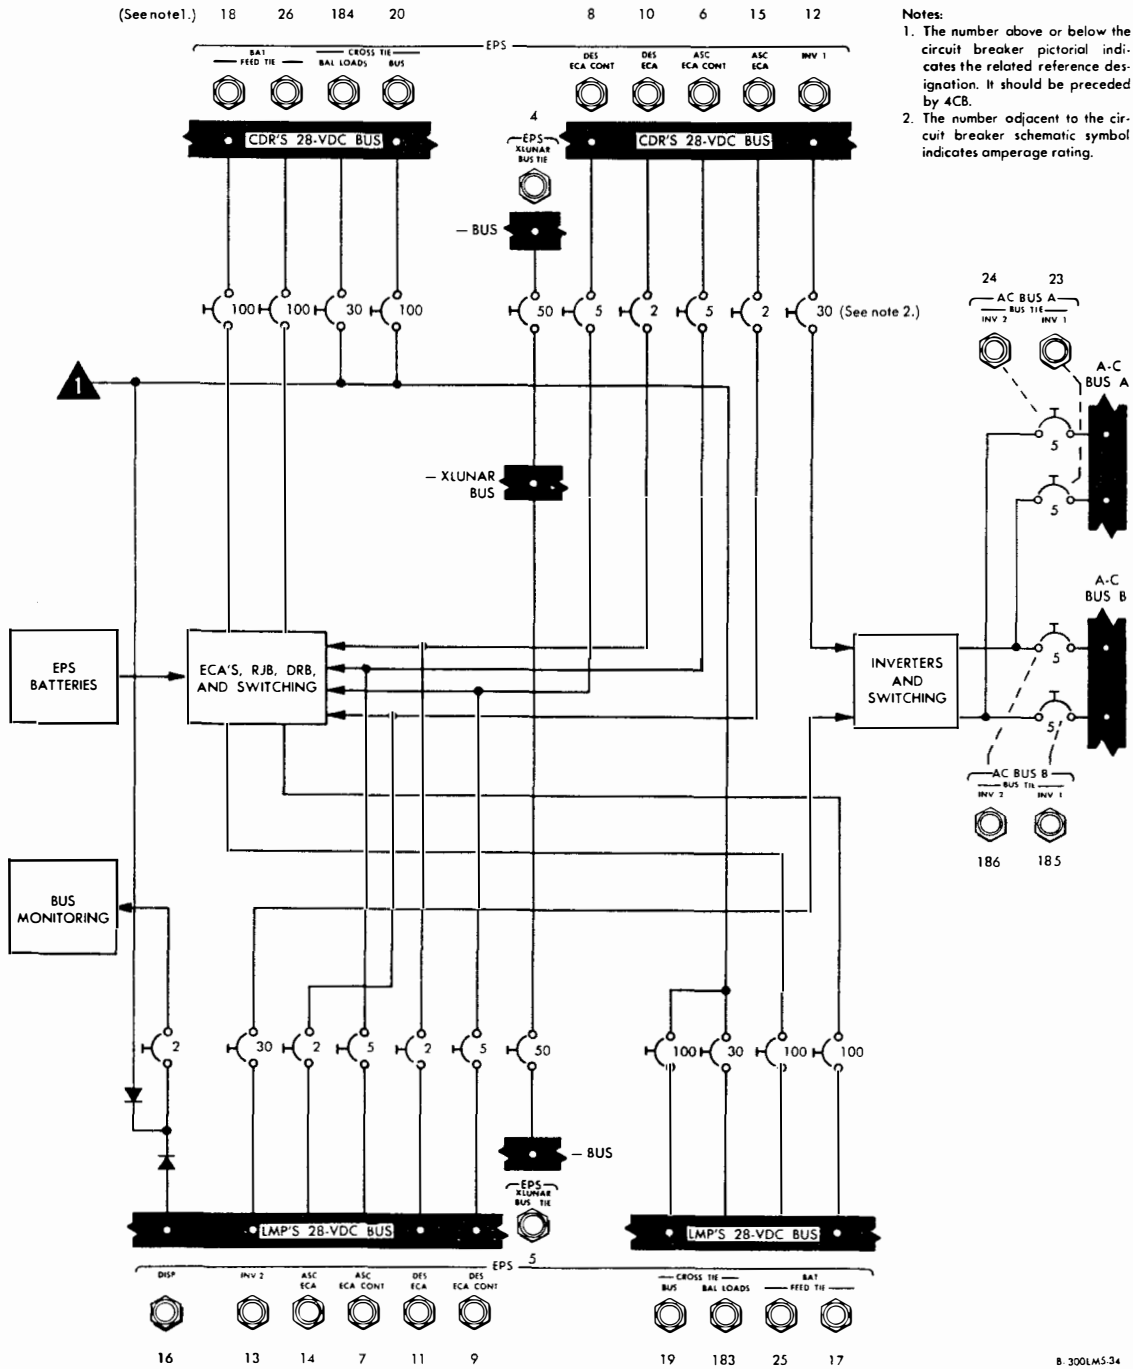 (See note1.) 18 26 184 20 8 10 6 15 12
Notes:
1. The number above or below the
circuit breaker pictorial indi-
cates the related reference des-
ignation. It should be preceded
by 4CB.
2. The number adjacent to the cir-
cuit breaker schematic symbol
indicates amperage rating.
EPS
BAT
FEED TIE
CROSS TIE
BAL LOADS BUS
DES
ECA CONT
DES
ECA
ASC
ECA CONT
ASC
ECA
INV 1
CDR'S 28-VDC BUS
4
EPS
XLUNAR
BUS TIE
CDR'S 28-VDC BUS
— BUS
100 100 30 100 50 5 2 5 2 30 (See note 2.)
24 23
AC BUS A
BUS TIE
INV 2 INV 1
A-C
BUS A
5
5
1
— XLUNAR
BUS
A-C
BUS B
EPS
BATTERIES
ECA'S, RJB, DRB,
AND SWITCHING
INVERTERS
AND
SWITCHING
5
5
AC BUS B
BUS TIE
INV 2 INV 1
186 185
BUS
MONITORING
2 30 2 5 2 5 50 100 30 100 100
— BUS
EPS
XLUNAR
BUS TIE
5
LMP'S 28-VDC BUS
LMP'S 28-VDC BUS
EPS
DISP
INV 2
ASC
ECA
ASC
ECA CONT
DES
ECA
DES
ECA CONT
CROSS TIE
BUS BAL LOADS
BAT
FEED TIE
16 13 14 7 11 9 19 183 25 17
B-300LM5-34